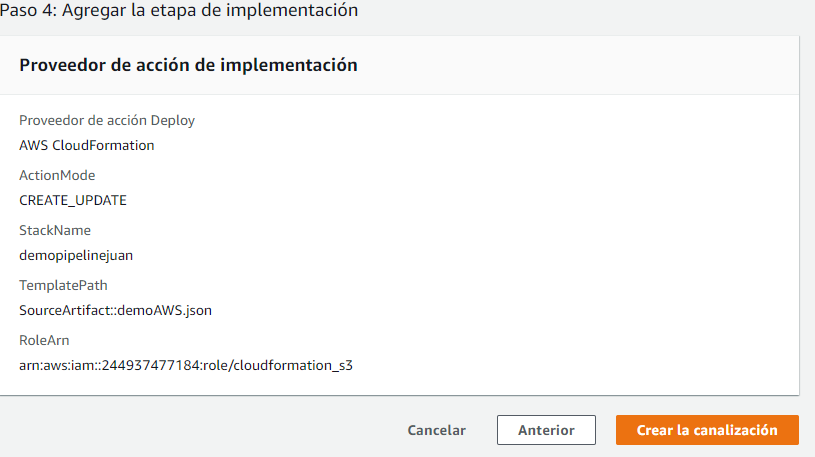 Paso 4: Agregar la etapa de implementación
Proveedor de acción de implementación
Proveedor de acción Deploy
AWS CloudFormation
ActionMode
CREATE_UPDATE
StackName
demopipelinejuan
TemplatePath
SourceArtifact::demoAWS.json
RoleArn
arn:aws:iam::244937477184:role/cloudformation_s3
Cancelar Anterior Crear la canalización